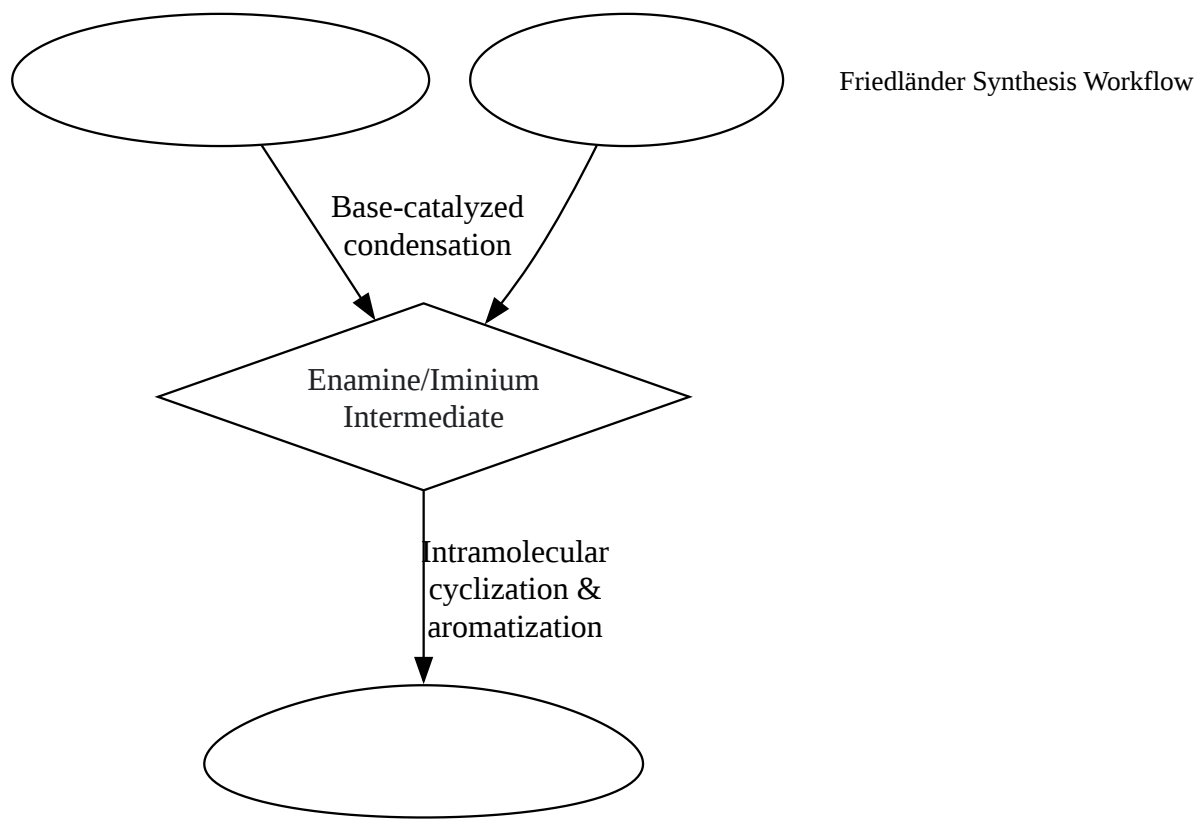 Friedländer Synthesis Workflow
Base-catalyzed
condensation
Enamine/Iminium
Intermediate
Intramolecular
cyclization &
aromatization